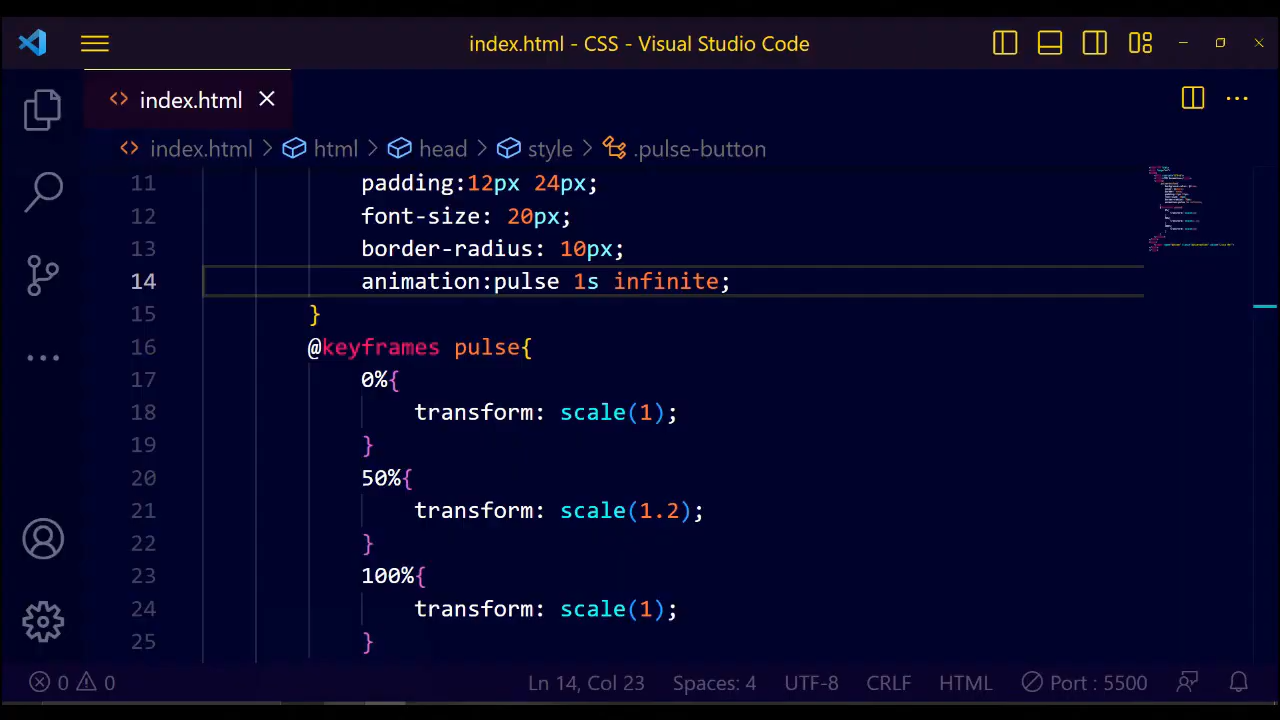 index.html - CSS - Visual Studio Code
index.html
index.html > html > head > style > .pulse-button
11 padding:12px 24px;
12 font-size: 20px;
13 border-radius: 10px;
14 animation:pulse 1s infinite;
15 }
16 @keyframes pulse{
17 0%{
18 transform: scale(1);
19 }
20 50%{
21 transform: scale(1.2);
22 }
23 100%{
24 transform: scale(1);
25 }
0 0 Ln 14, Col 23 Spaces: 4 UTF-8 CRLF HTML Port : 5500